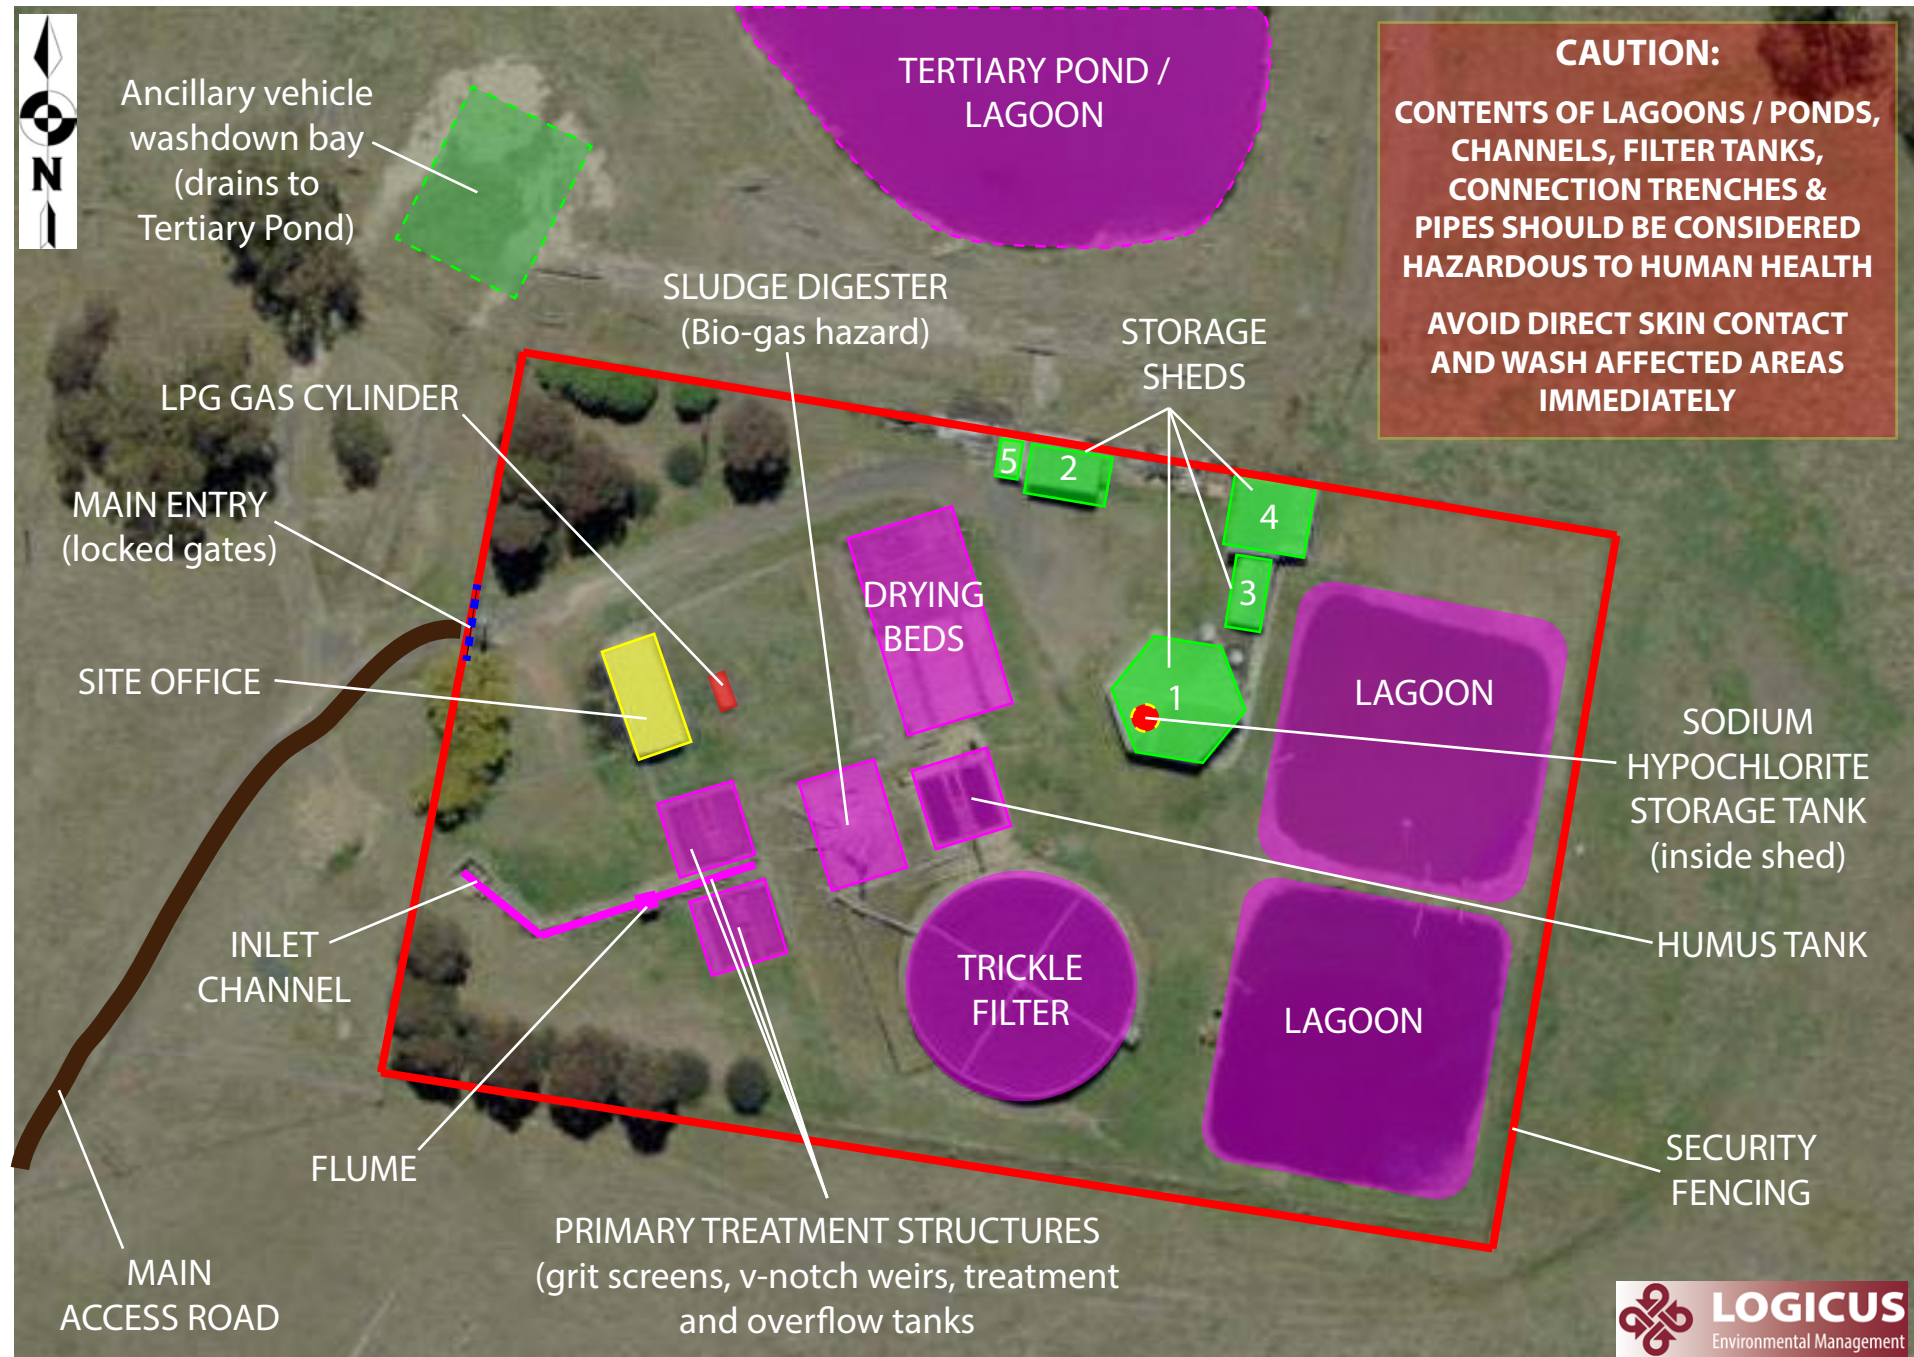 N
Ancillary vehicle
washdown bay
(drains to
Tertiary Pond)
TERTIARY POND /
LAGOON
CAUTION:
CONTENTS OF LAGOONS / PONDS,
CHANNELS, FILTER TANKS,
CONNECTION TRENCHES &
PIPES SHOULD BE CONSIDERED
HAZARDOUS TO HUMAN HEALTH
AVOID DIRECT SKIN CONTACT
AND WASH AFFECTED AREAS
IMMEDIATELY
SLUDGE DIGESTER
(Bio-gas hazard)
STORAGE
SHEDS
LPG GAS CYLINDER
MAIN ENTRY
(locked gates)
5
2
4
3
1
DRYING
BEDS
SITE OFFICE
LAGOON
SODIUM
HYPOCHLORITE
STORAGE TANK
(inside shed)
HUMUS TANK
INLET
CHANNEL
TRICKLE
FILTER
LAGOON
FLUME
SECURITY
FENCING
PRIMARY TREATMENT STRUCTURES
(grit screens, v-notch weirs, treatment
and overflow tanks
MAIN
ACCESS ROAD
LOGICUS
Environmental Management